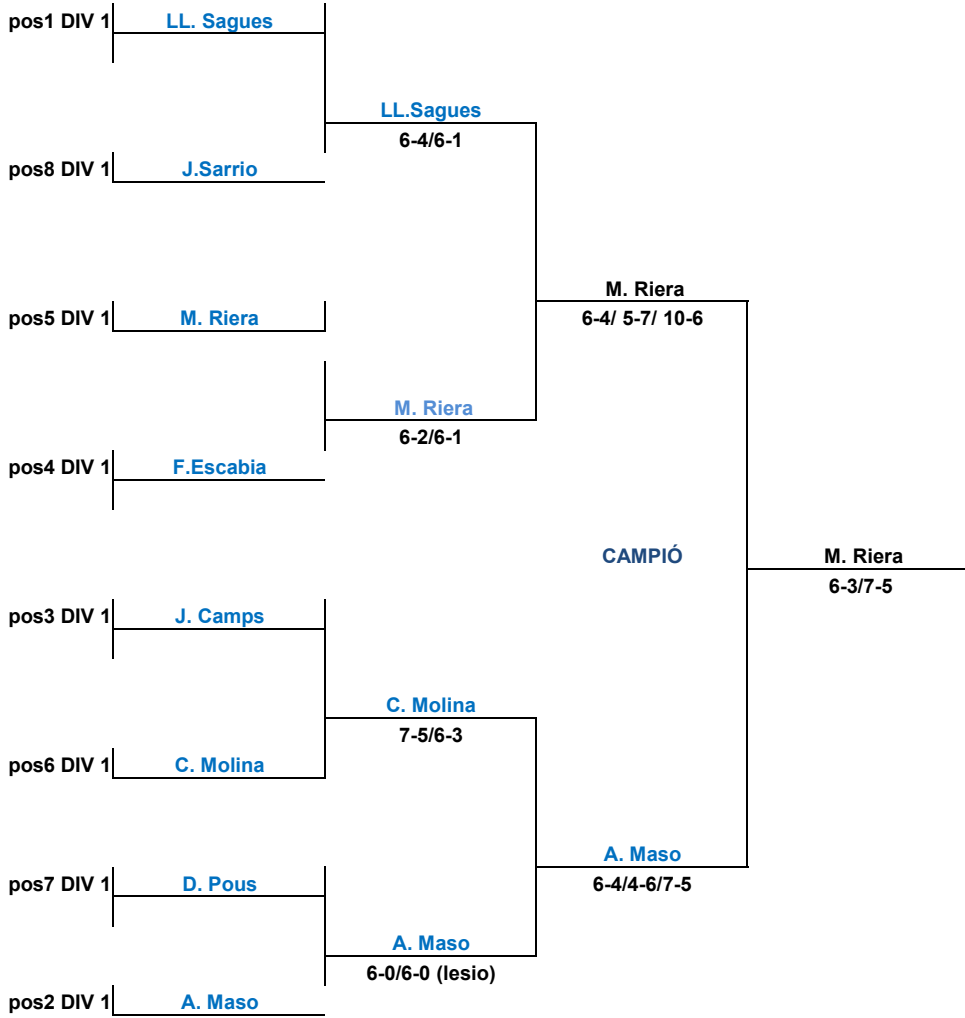 pos1 DIV 1 LL. Sagues
LL.Sagues
6-4/6-1
pos8 DIV 1 J.Sarrio
M. Riera
6-4/ 5-7/ 10-6
pos5 DIV 1 M. Riera
M. Riera
6-2/6-1
pos4 DIV 1 F.Escabia
CAMPIÓ M. Riera
6-3/7-5
pos3 DIV 1 J. Camps
C. Molina
7-5/6-3
pos6 DIV 1 C. Molina
A. Maso
6-4/4-6/7-5
pos7 DIV 1 D. Pous
A. Maso
6-0/6-0 (lesio)
pos2 DIV 1 A. Maso